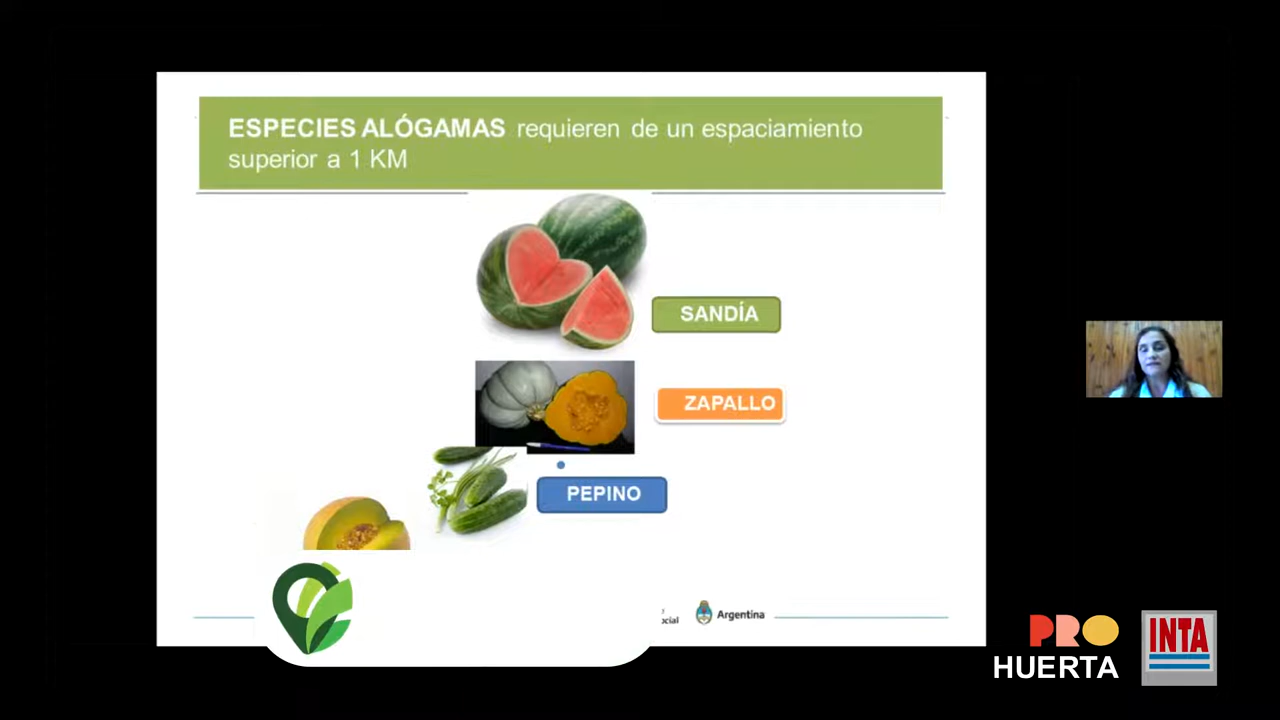 ESPECIES ALÓGAMAS requieren de un espaciamiento
superior a 1 KM
SANDÍA
ZAPALLO
PEPINO
Argentina
PRO
HUERTA
INTA